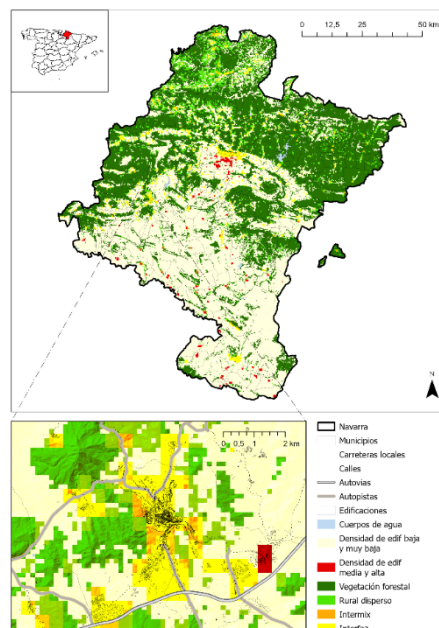 0 12,5 25 50 km
N
0 0,5 1 2 km
Navarra
Municipios
Carreteras locales
Calles
Autovias
Autopistas
Edificaciones
Cuerpos de agua
Densidad de edif baja
y muy baja
Densidad de edif
media y alta
Vegetación forestal
Rural disperso
Intermix
Interfaz